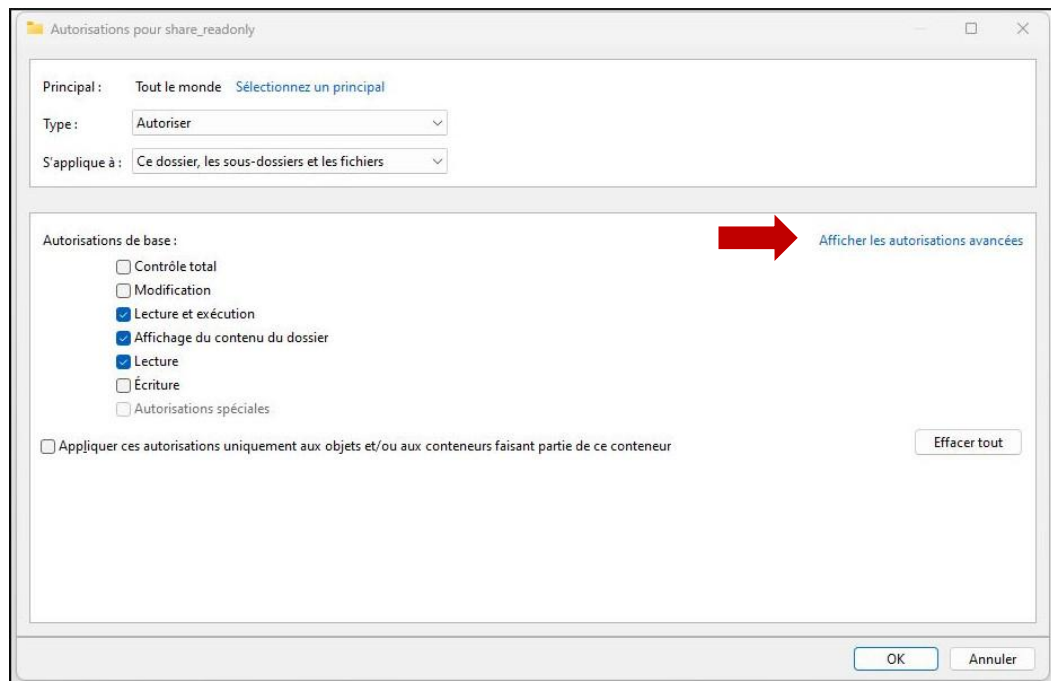 Autorisations pour share_readonly
Principal : Tout le monde Sélectionnez un principal
Type : Autoriser
S'applique à : Ce dossier, les sous-dossiers et les fichiers
Autorisations de base : Afficher les autorisations avancées
Contrôle total
Modification
Lecture et exécution
Affichage du contenu du dossier
Lecture
Écriture
Autorisations spéciales
Appliquer ces autorisations uniquement aux objets et/ou aux conteneurs faisant partie de ce conteneur Effacer tout
OK Annuler